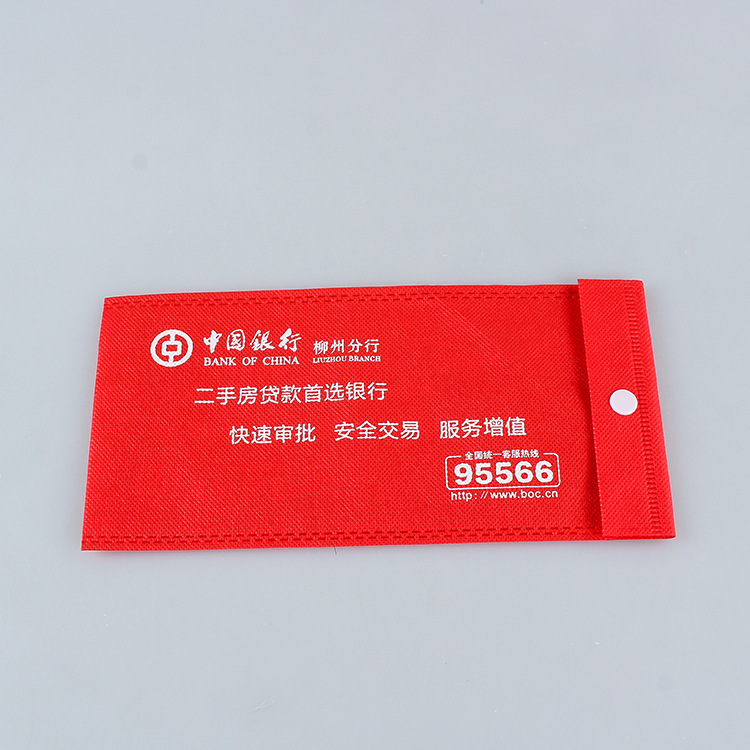 中国银行 柳州分行
BANK OF CHINA LIUZHOU BRANCH
二手房贷款首选银行
快速审批 安全交易 服务增值
全国统一客服热线
95566
http://www.boc.cn